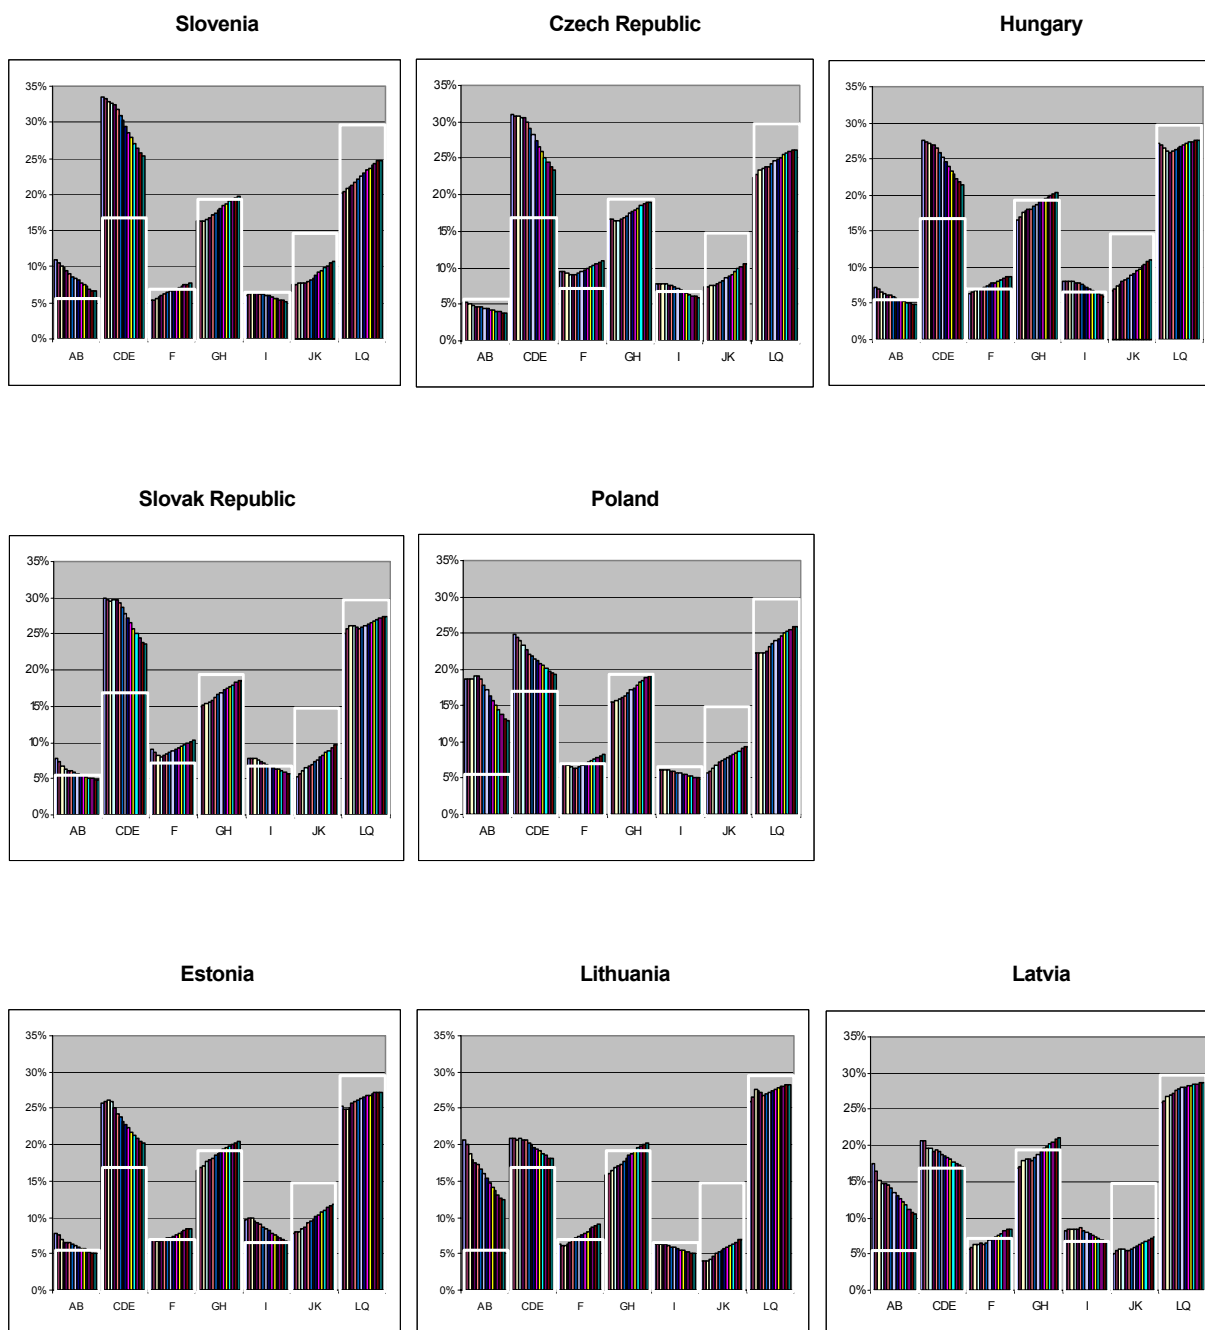 Slovenia Czech Republic Hungary
35% 35% 35%
30% 30% 30%
25% 25% 25%
20% 20% 20%
15% 15% 15%
10% 10% 10%
5% 5% 5%
0% 0% 0%
AB CDE F GH I JK LQ AB CDE F GH I JK LQ AB CDE F GH I JK LQ
Slovak Republic Poland
35% 35%
30% 30%
25% 25%
20% 20%
15% 15%
10% 10%
5% 5%
0% 0%
AB CDE F GH I JK LQ AB CDE F GH I JK LQ
Estonia Lithuania Latvia
35% 35% 35%
30% 30% 30%
25% 25% 25%
20% 20% 20%
15% 15% 15%
10% 10% 10%
5% 5% 5%
0% 0% 0%
AB CDE F GH I JK LQ AB CDE F GH I JK LQ AB CDE F GH I JK LQ